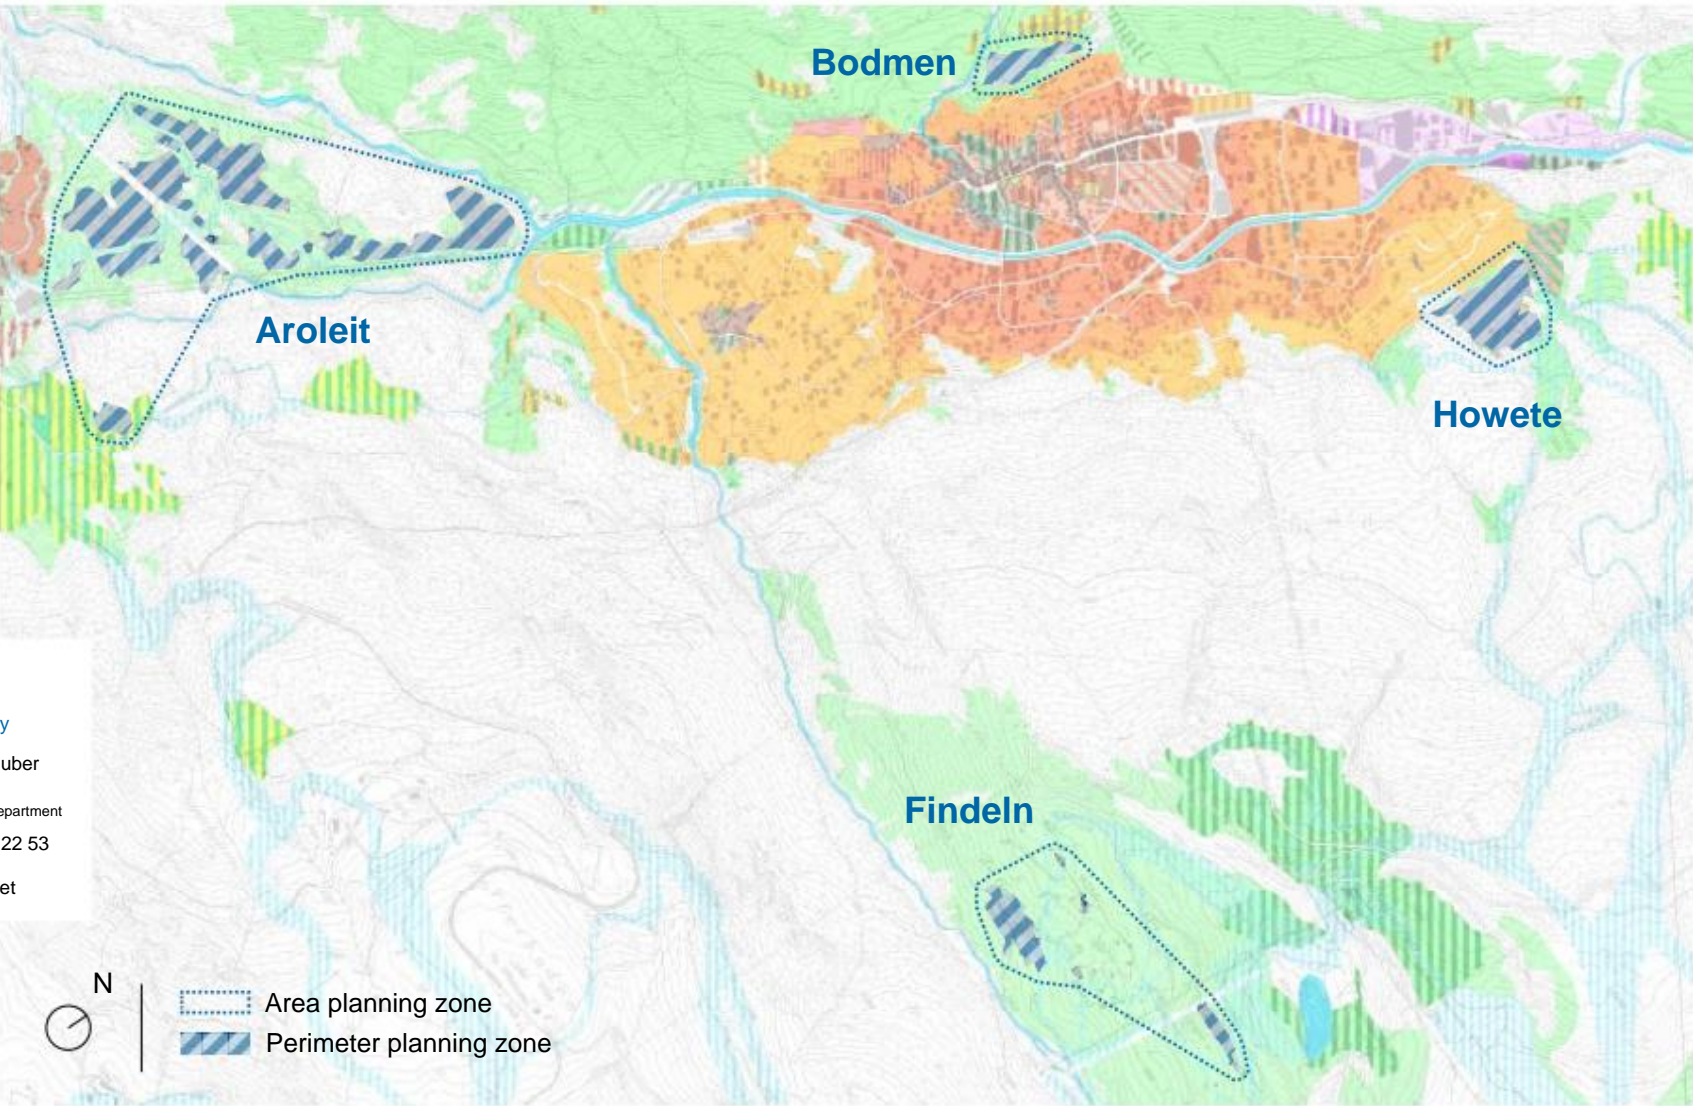 Bodmen
Aroleit
Howete
Findeln
y
uber
epartment
22 53
et
N
Area planning zone
Perimeter planning zone